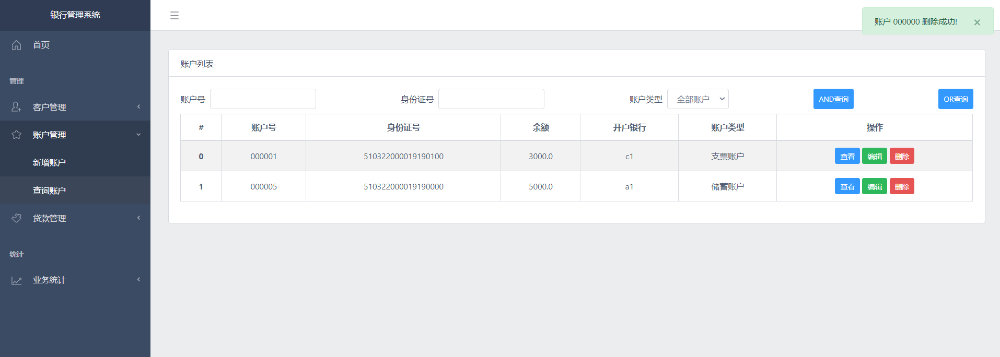 银行管理系统
账户 000000 删除成功! ×
首页
管理
客户管理
账户管理
新增账户
查询账户
贷款管理
统计
业务统计
账户列表
账户号 身份证号 账户类型 全部账户 AND查询 OR查询
# 账户号 身份证号 余额 开户银行 账户类型 操作
0 000001 510322000019190100 3000.0 c1 支票账户 查看 编辑 删除
1 000005 510322000019190000 5000.0 a1 储蓄账户 查看 编辑 删除